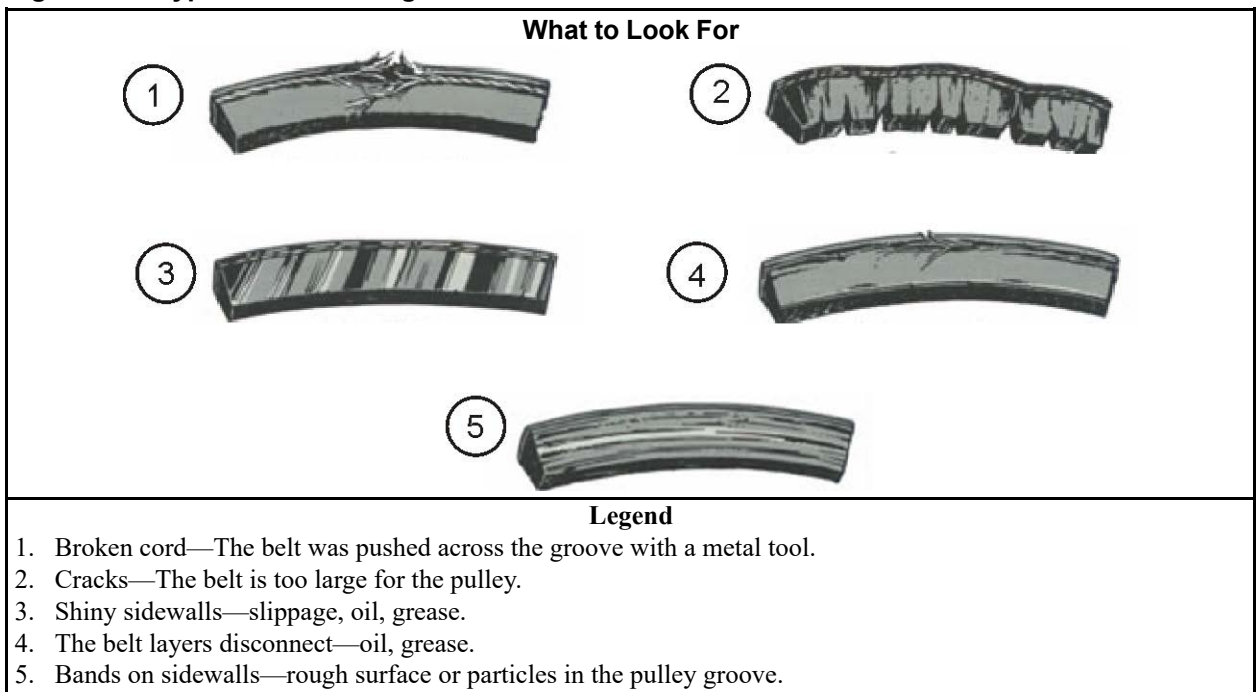 What to Look For
1
2
3
4
5
Legend
1. Broken cord—The belt was pushed across the groove with a metal tool.
2. Cracks—The belt is too large for the pulley.
3. Shiny sidewalls—slippage, oil, grease.
4. The belt layers disconnect—oil, grease.
5. Bands on sidewalls—rough surface or particles in the pulley groove.